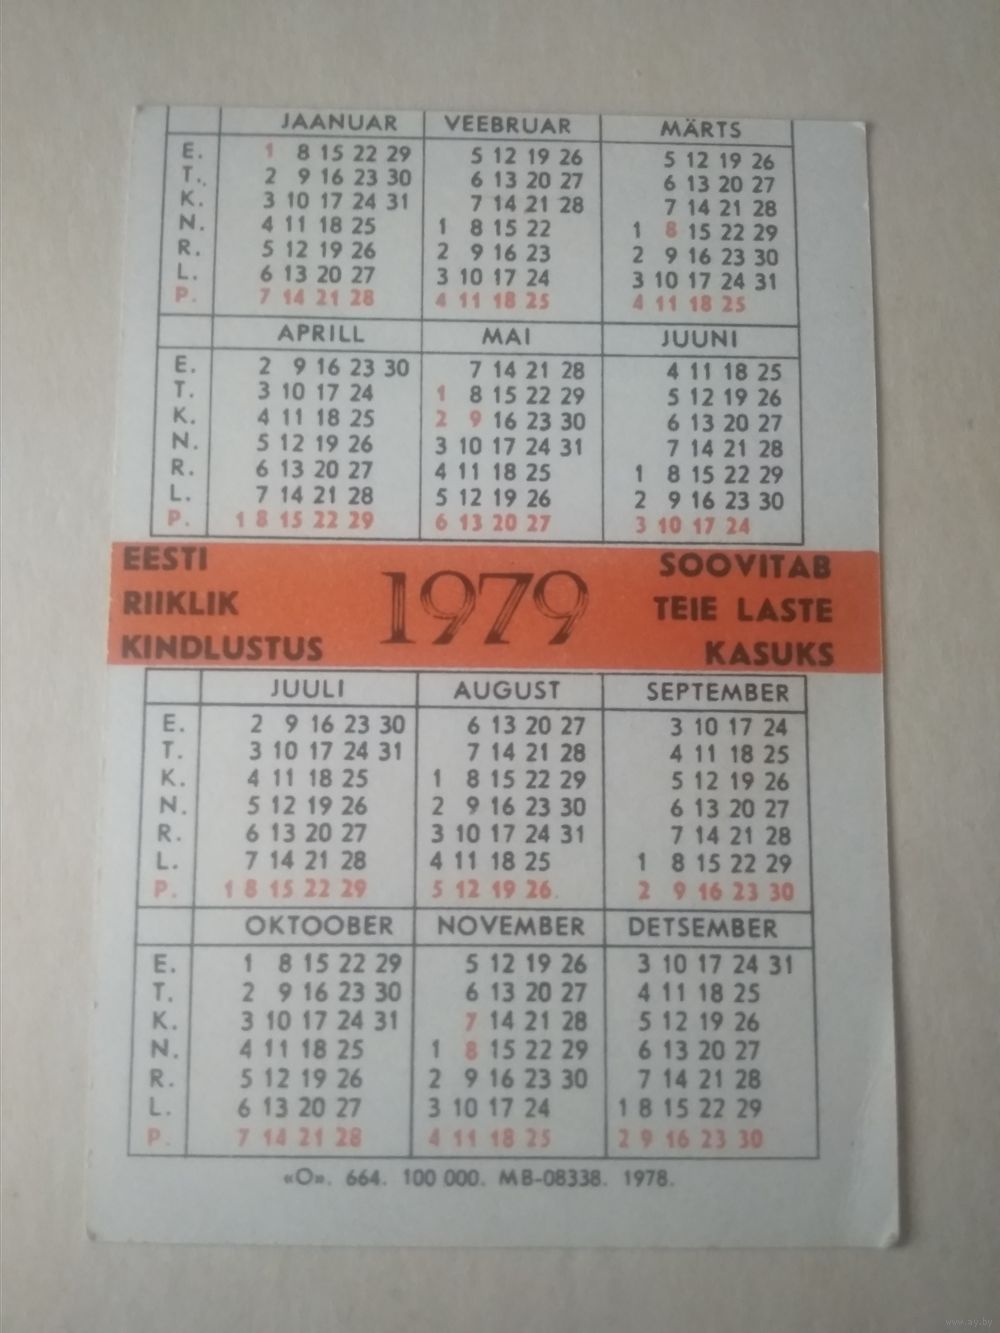 JAANUAR VEEBRUAR MÄRTS
E. 1 8 15 22 29 5 12 19 26 5 12 19 26
T. 2 9 16 23 30 6 13 20 27 6 13 20 27
K. 3 10 17 24 31 7 14 21 28 7 14 21 28
N. 4 11 18 25 1 8 15 22 1 8 15 22 29
R. 5 12 19 26 2 9 16 23 2 9 16 23 30
L. 6 13 20 27 3 10 17 24 3 10 17 24 31
P. 7 14 21 28 4 11 18 25 4 11 18 25
APRILL MAI JUUNI
E. 2 9 16 23 30 7 14 21 28 4 11 18 25
T. 3 10 17 24 1 8 15 22 29 5 12 19 26
K. 4 11 18 25 2 9 16 23 30 6 13 20 27
N. 5 12 19 26 3 10 17 24 31 7 14 21 28
R. 6 13 20 27 4 11 18 25 1 8 15 22 29
L. 7 14 21 28 5 12 19 26 2 9 16 23 30
P. 1 8 15 22 29 6 13 20 27 3 10 17 24
EESTI
RIIKLIK
KINDLUSTUS
1979
SOOVITAB
TEIE LASTE
KASUKS
JUULI AUGUST SEPTEMBER
E. 2 9 16 23 30 6 13 20 27 3 10 17 24
T. 3 10 17 24 31 7 14 21 28 4 11 18 25
K. 4 11 18 25 1 8 15 22 29 5 12 19 26
N. 5 12 19 26 2 9 16 23 30 6 13 20 27
R. 6 13 20 27 3 10 17 24 31 7 14 21 28
L. 7 14 21 28 4 11 18 25 1 8 15 22 29
P. 1 8 15 22 29 5 12 19 26 2 9 16 23 30
OKTOOBER NOVEMBER DETSEMBER
E. 1 8 15 22 29 5 12 19 26 3 10 17 24 31
T. 2 9 16 23 30 6 13 20 27 4 11 18 25
K. 3 10 17 24 31 7 14 21 28 5 12 19 26
N. 4 11 18 25 1 8 15 22 29 6 13 20 27
R. 5 12 19 26 2 9 16 23 30 7 14 21 28
L. 6 13 20 27 3 10 17 24 1 8 15 22 29
P. 7 14 21 28 4 11 18 25 2 9 16 23 30
«O». 664. 100 000. MB-08338. 1978.
www.ay.by